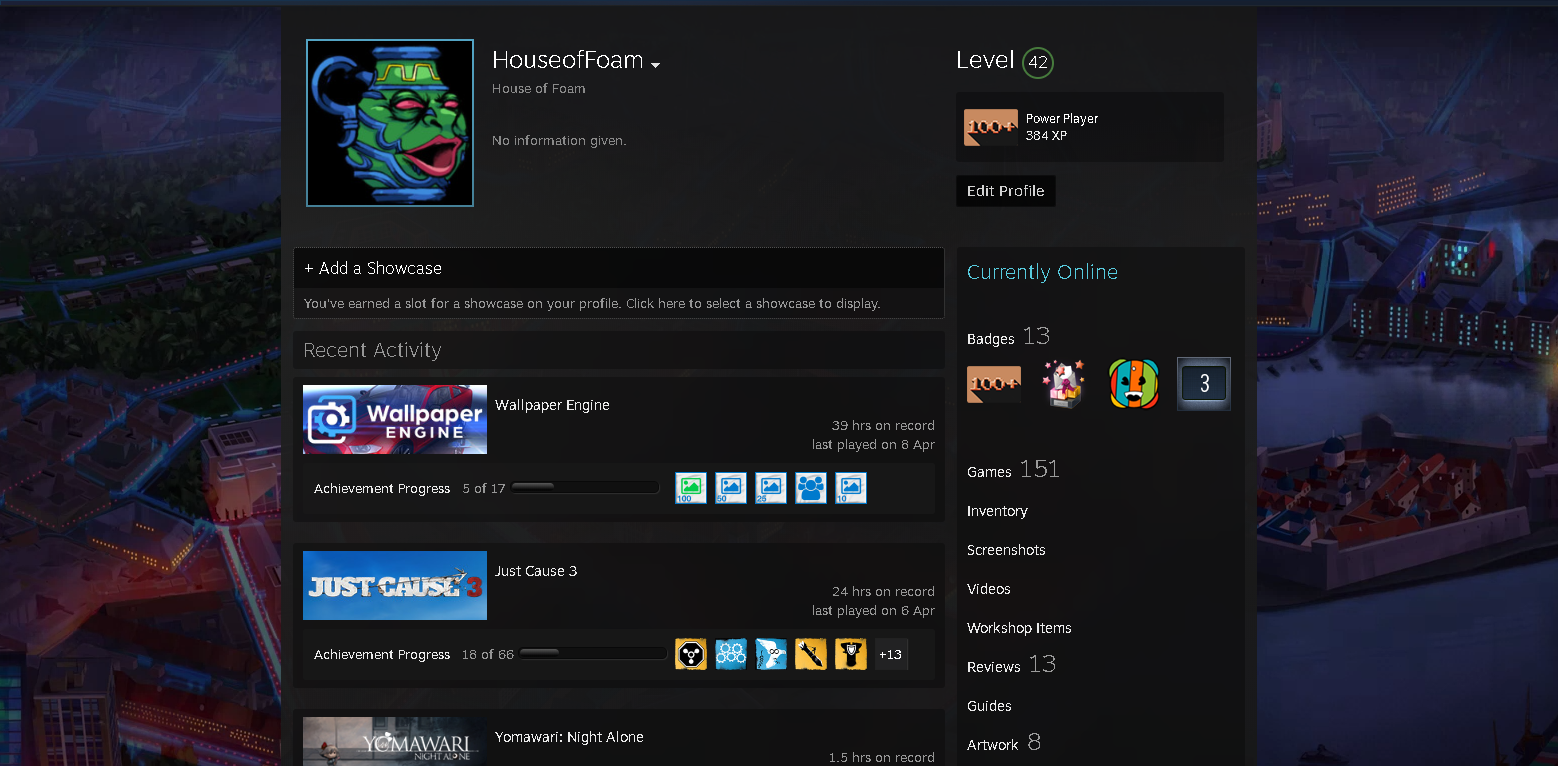 HouseofFoam
House of Foam
No information given.
Level 42
100+
Power Player
384 XP
Edit Profile
+ Add a Showcase
You've earned a slot for a showcase on your profile. Click here to select a showcase to display.
Recent Activity
Wallpaper
ENGINE
Wallpaper Engine
39 hrs on record
last played on 8 Apr
Achievement Progress 5 of 17
100
50
25
10
JUST CAUSE 3
Just Cause 3
24 hrs on record
last played on 6 Apr
Achievement Progress 18 of 66
+13
YOMAWARI
NIGHT ALONE
Yomawari: Night Alone
1.5 hrs on record
Currently Online
Badges 13
100+
3
Games 151
Inventory
Screenshots
Videos
Workshop Items
Reviews 13
Guides
Artwork 8